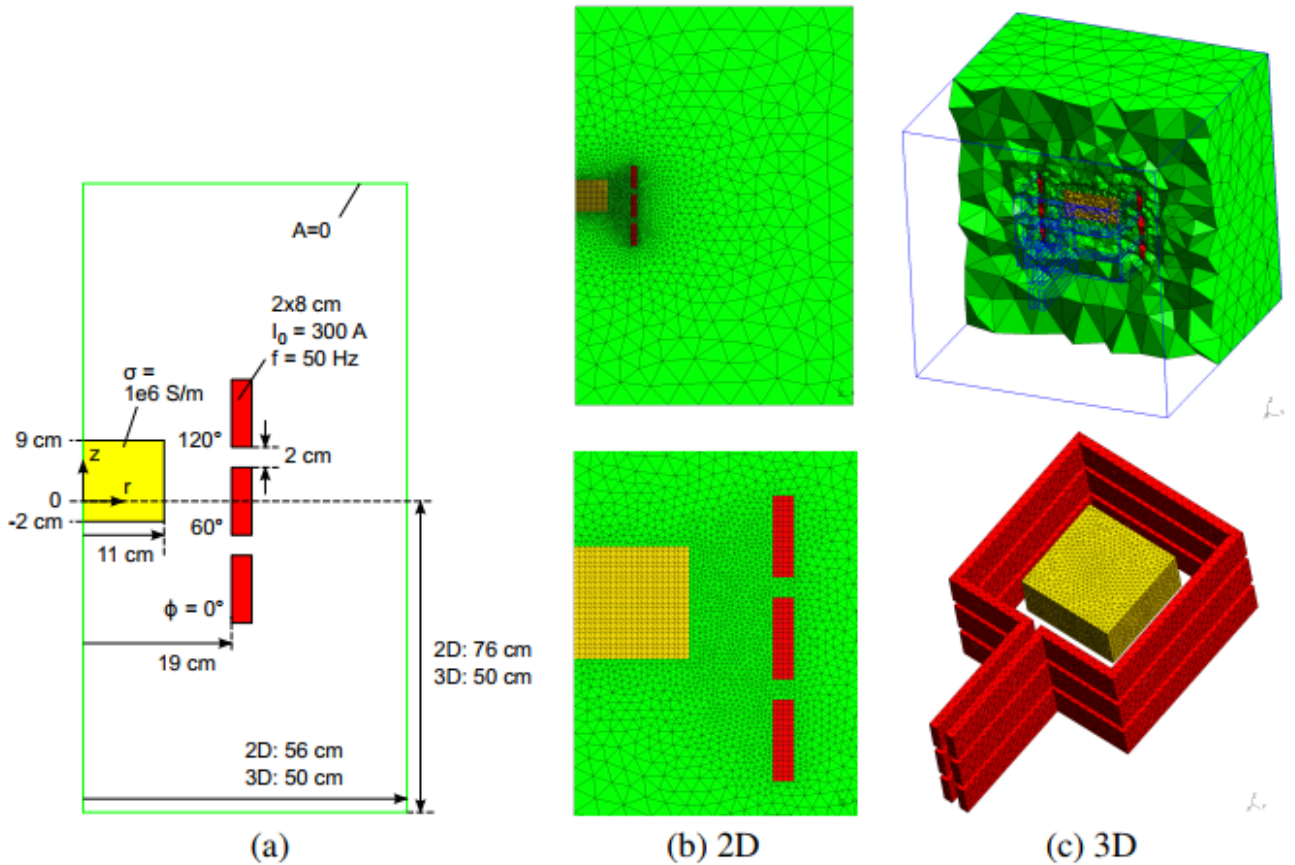 A=0
2x8 cm
I₀ = 300 A
f = 50 Hz
σ =
1e6 S/m
9 cm
120°
z
2 cm
r
0
-2 cm
60°
11 cm
ϕ = 0°
19 cm
2D: 76 cm
3D: 50 cm
2D: 56 cm
3D: 50 cm
(a)
(b) 2D
(c) 3D